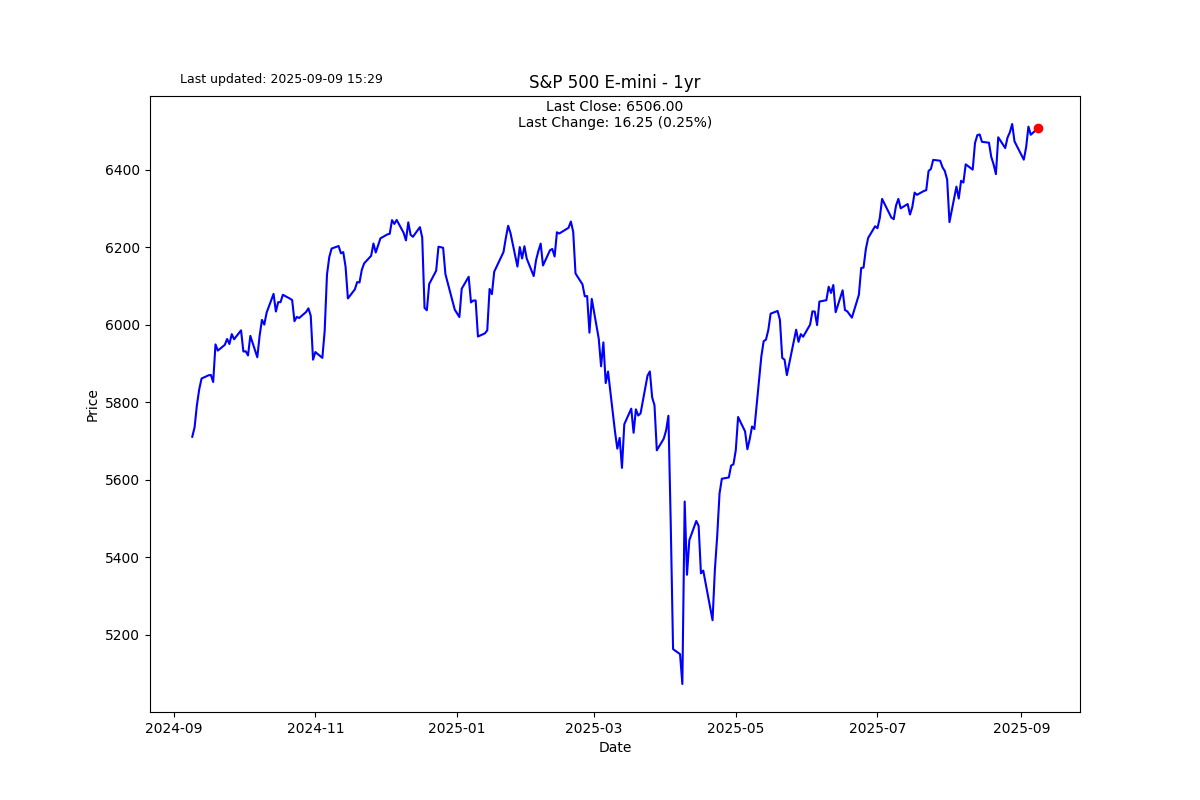 Last updated: 2025-09-09 15:29
S&P 500 E-mini - 1yr
Last Close: 6506.00
Last Change: 16.25 (0.25%)
Price
6400
6200
6000
5800
5600
5400
5200
2024-09
2024-11
2025-01
2025-03
2025-05
2025-07
2025-09
Date